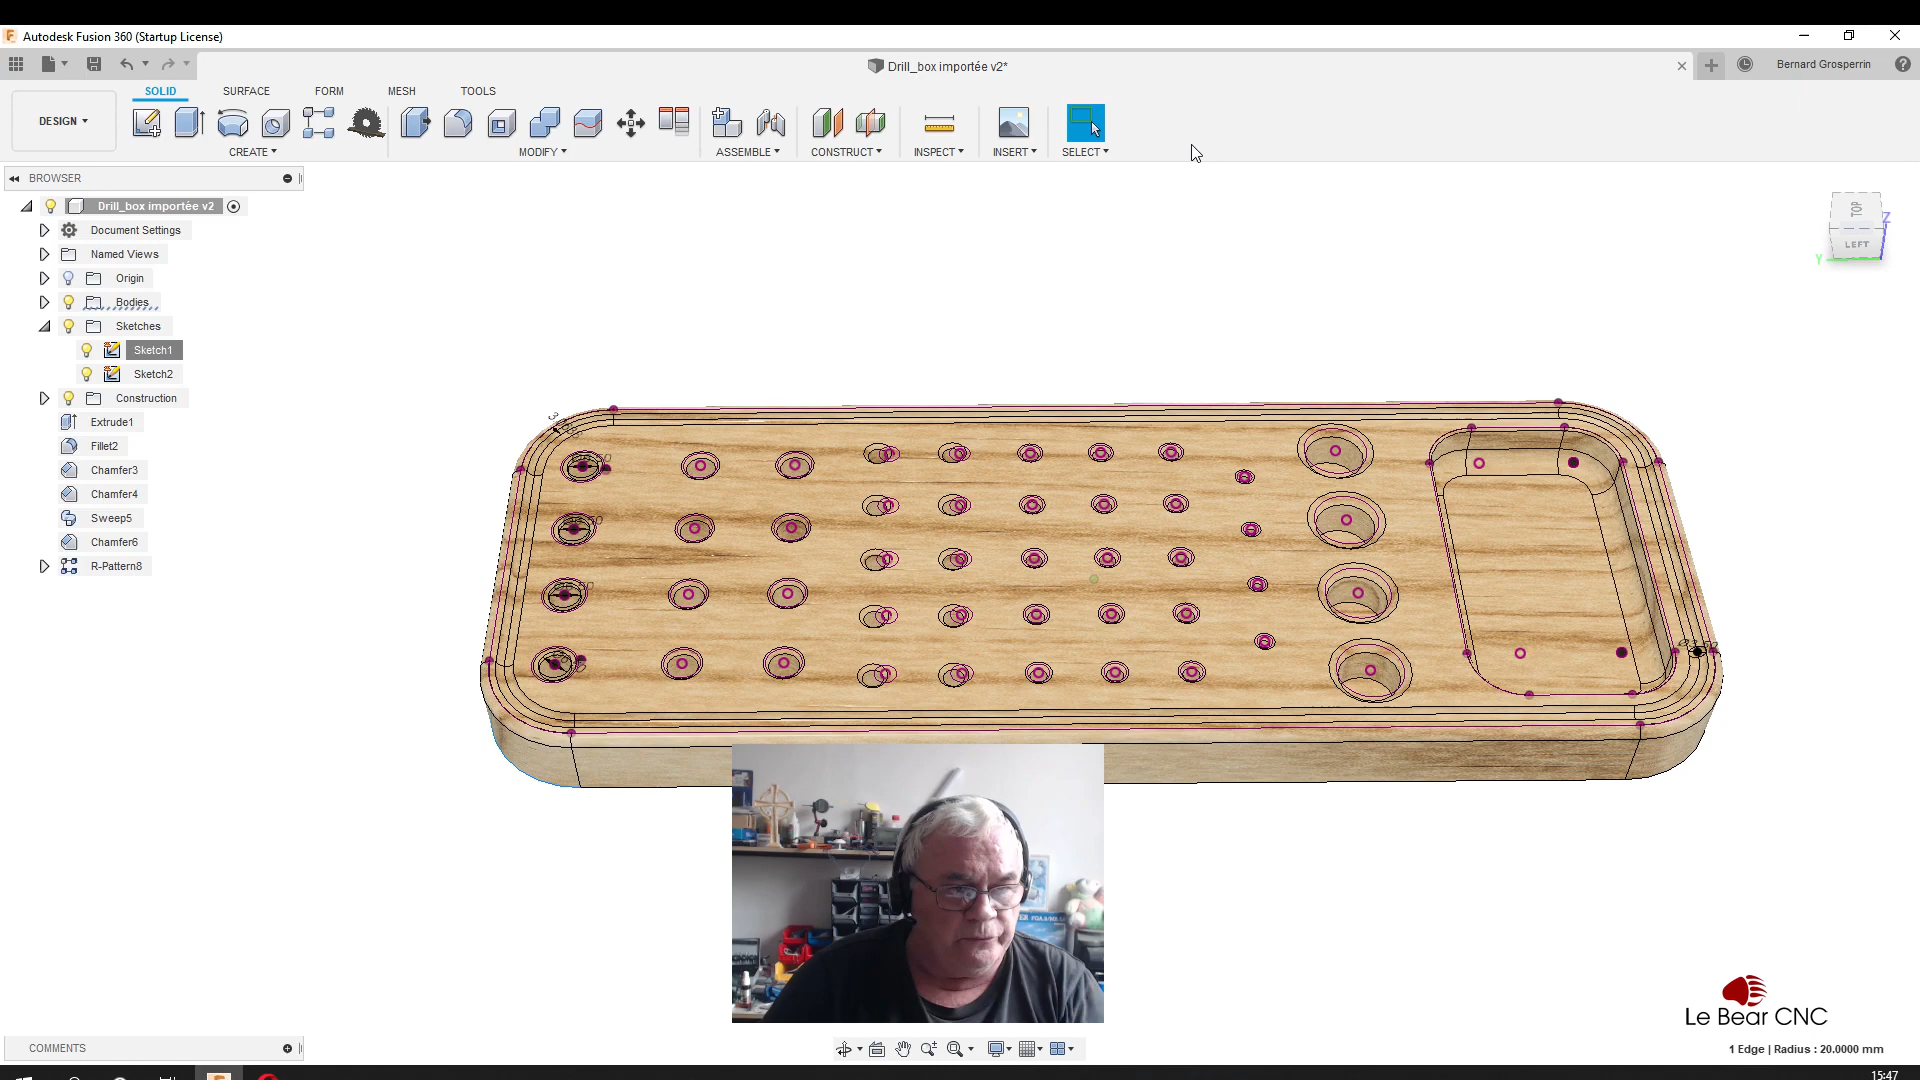 Autodesk Fusion 360 (Startup License)
Drill_box importée v2*
Bernard Grosperrin
SOLID
SURFACE
FORM
MESH
TOOLS
DESIGN
CREATE
MODIFY
ASSEMBLE
CONSTRUCT
INSPECT
INSERT
SELECT
BROWSER
Drill_box importée v2
Document Settings
Named Views
Origin
Bodies
Sketches
Sketch1
Sketch2
Construction
Extrude1
Fillet2
Chamfer3
Chamfer4
Sweep5
Chamfer6
R-Pattern8
TOP
LEFT
Z
Y
Le Bear CNC
COMMENTS
1 Edge | Radius : 20.0000 mm
15:47